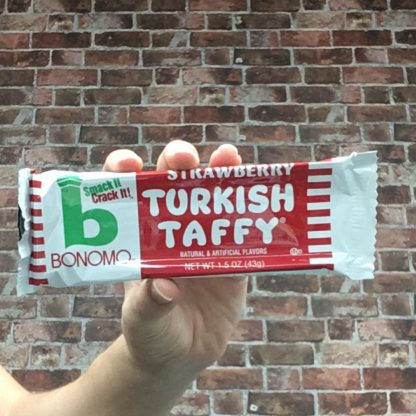 STRAWBERRY
Smack It
Crack It!
b
TURKISH
TAFFY®
BONOMO
NATURAL & ARTIFICIAL FLAVORS
NET WT 1.5 OZ (43g)